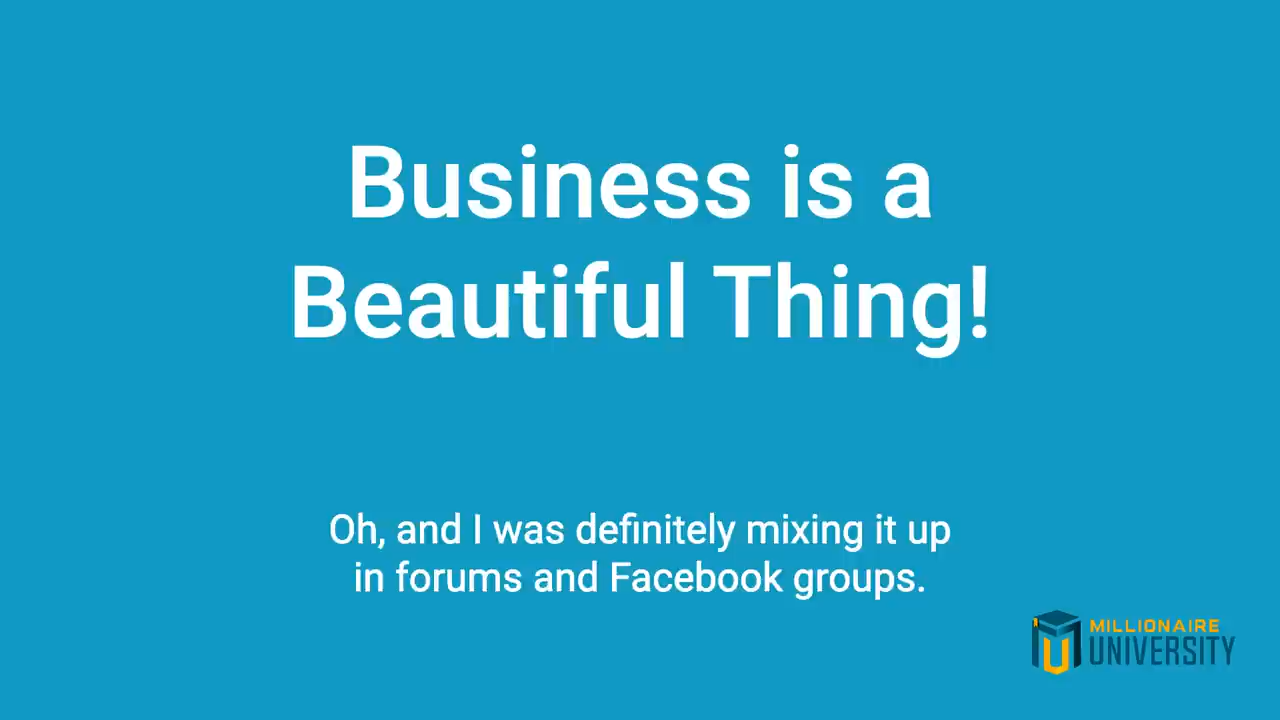 Business is a
Beautiful Thing!
Oh, and I was definitely mixing it up
in forums and Facebook groups.
MILLIONAIRE
UNIVERSITY